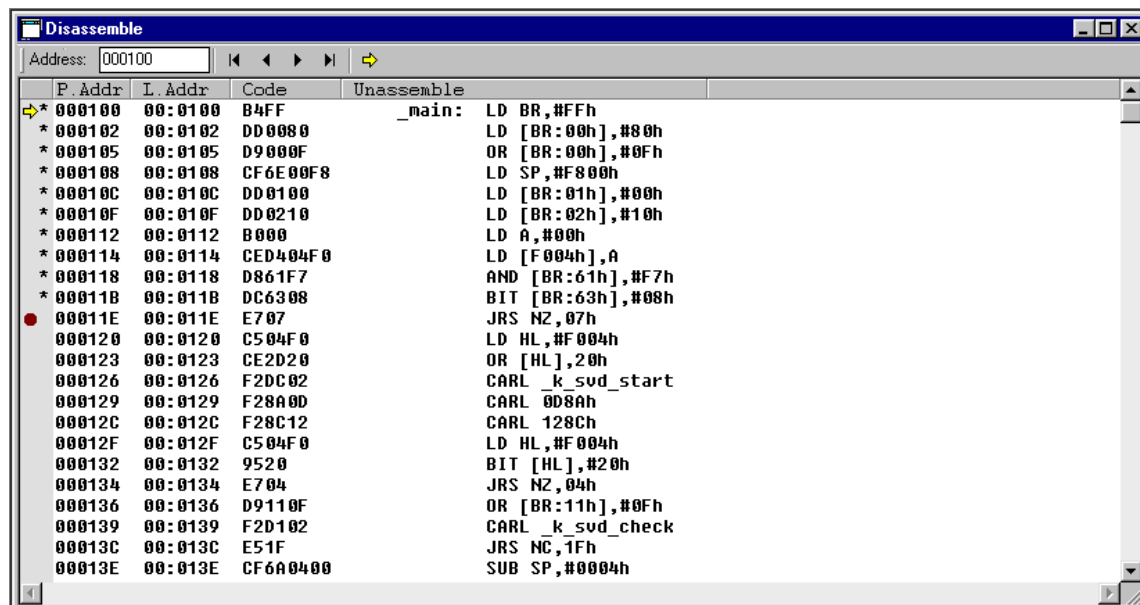 Disassemble
Address: 000100
P.Addr L.Addr Code Unassemble
* 000100 00:0100 B4FF _main: LD BR,#FFh
* 000102 00:0102 DD0080 LD [BR:00h],#80h
* 000105 00:0105 D9000F OR [BR:00h],#0Fh
* 000108 00:0108 CF6E00F8 LD SP,#F800h
* 00010C 00:010C DD0100 LD [BR:01h],#00h
* 00010F 00:010F DD0210 LD [BR:02h],#10h
* 000112 00:0112 B000 LD A,#00h
* 000114 00:0114 CED404F0 LD [F004h],A
* 000118 00:0118 D861F7 AND [BR:61h],#F7h
* 00011B 00:011B DC6308 BIT [BR:63h],#08h
00011E 00:011E E707 JRS NZ,07h
000120 00:0120 C504F0 LD HL,#F004h
000123 00:0123 CE2D20 OR [HL],20h
000126 00:0126 F2DC02 CARL _k_svd_start
000129 00:0129 F28A0D CARL 0D8Ah
00012C 00:012C F28C12 CARL 128Ch
00012F 00:012F C504F0 LD HL,#F004h
000132 00:0132 9520 BIT [HL],#20h
000134 00:0134 E704 JRS NZ,04h
000136 00:0136 D9110F OR [BR:11h],#0Fh
000139 00:0139 F2D102 CARL _k_svd_check
00013C 00:013C E51F JRS NC,1Fh
00013E 00:013E CF6A0400 SUB SP,#0004h